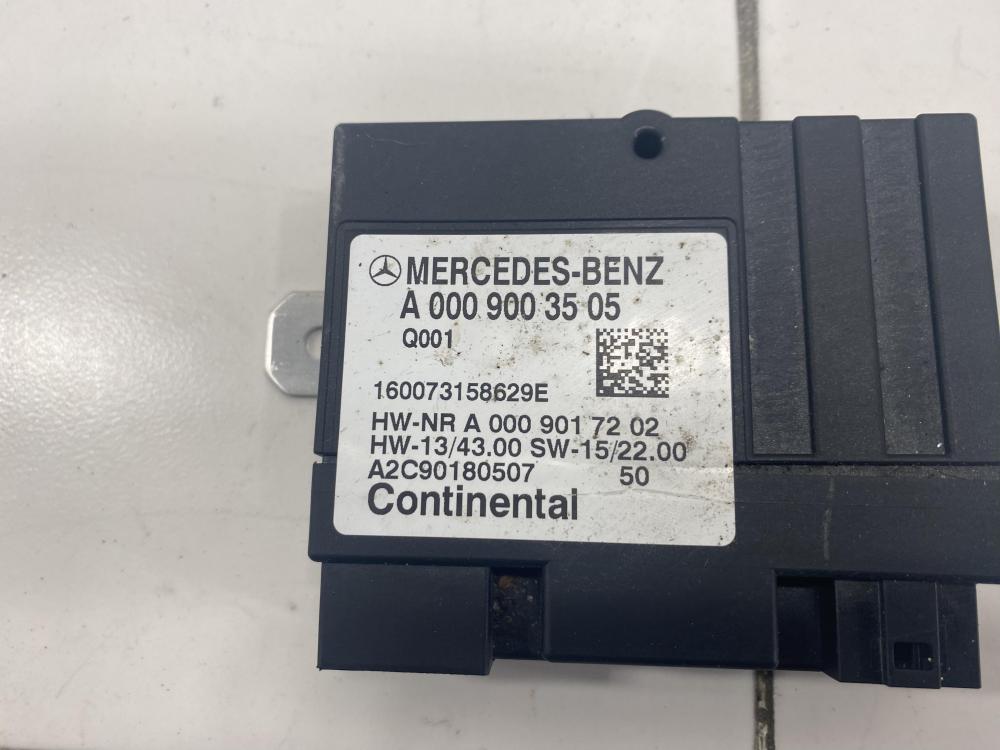 MERCEDES-BENZ
A 000 900 35 05
Q001
160073158629E
HW-NR A 000 901 72 02
HW-13/43.00 SW-15/22.00
A2C90180507 50
Continental